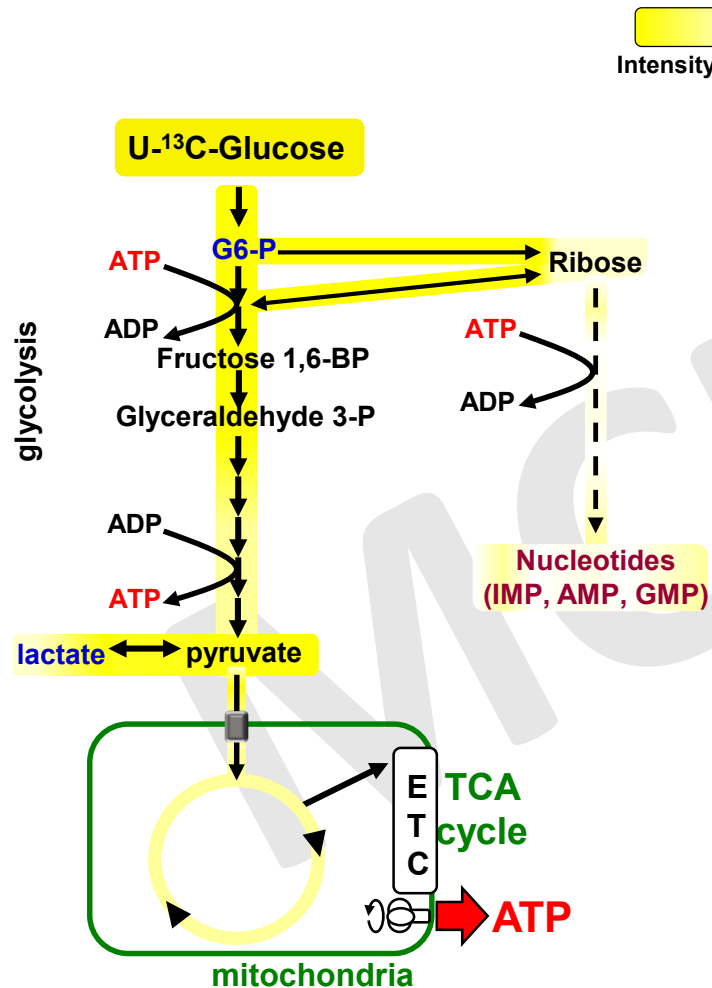 Intensity
U-¹³C-Glucose
G6-P
Ribose
ATP
ADP
Fructose 1,6-BP
Glyceraldehyde 3-P
glycolysis
ATP
ADP
ADP
ATP
Nucleotides
(IMP, AMP, GMP)
lactate
pyruvate
E
T
C
TCA
cycle
ATP
mitochondria